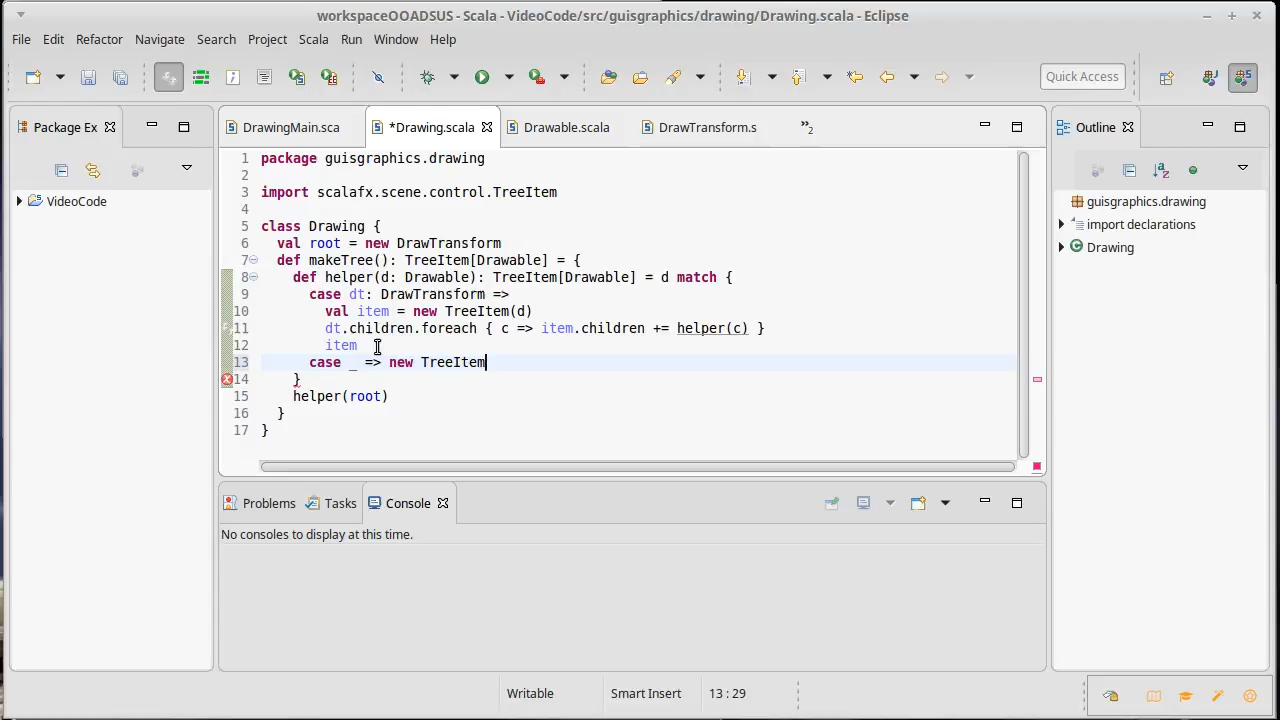 workspaceOOADSUS - Scala - VideoCode/src/guisgraphics/drawing/Drawing.scala - Eclipse
File Edit Refactor Navigate Search Project Scala Run Window Help
Quick Access
Package Ex
DrawingMain.sca *Drawing.scala Drawable.scala DrawTransform.s »2
Outline
VideoCode
1 package guisgraphics.drawing
2
3 import scalafx.scene.control.TreeItem
4
5 class Drawing {
6 val root = new DrawTransform
7 def makeTree(): TreeItem[Drawable] = {
8 def helper(d: Drawable): TreeItem[Drawable] = d match {
9 case dt: DrawTransform =>
10 val item = new TreeItem(d)
11 dt.children.foreach { c => item.children += helper(c) }
12 item
13 case _ => new TreeItem
14 }
15 helper(root)
16 }
17 }
guisgraphics.drawing
import declarations
Drawing
Problems Tasks Console
No consoles to display at this time.
Writable Smart Insert 13 : 29